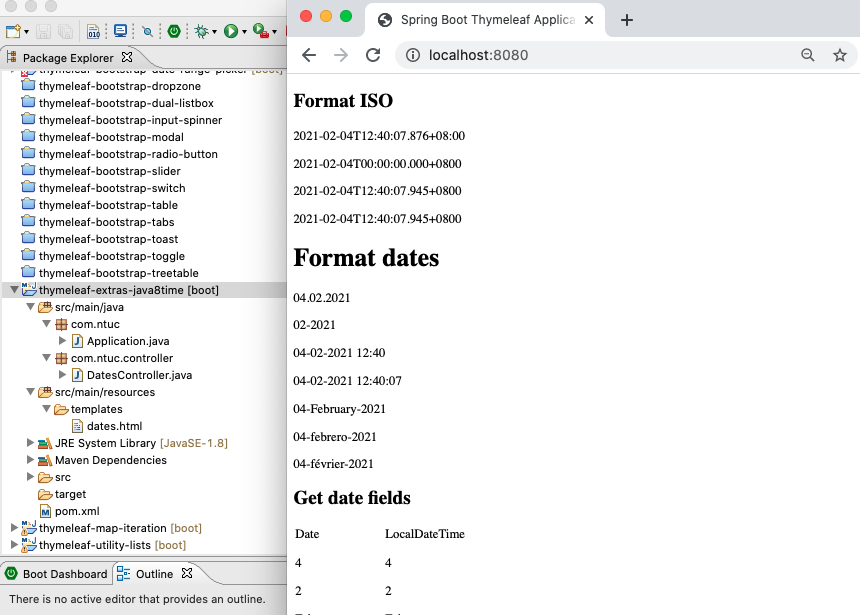 Package Explorer
thymeleaf-bootstrap-date-range-picker [boot]
thymeleaf-bootstrap-dropzone
thymeleaf-bootstrap-dual-listbox
thymeleaf-bootstrap-input-spinner
thymeleaf-bootstrap-modal
thymeleaf-bootstrap-radio-button
thymeleaf-bootstrap-slider
thymeleaf-bootstrap-switch
thymeleaf-bootstrap-table
thymeleaf-bootstrap-tabs
thymeleaf-bootstrap-toast
thymeleaf-bootstrap-toggle
thymeleaf-bootstrap-treetable
thymeleaf-extras-java8time [boot]
src/main/java
com.ntuc
Application.java
com.ntuc.controller
DatesController.java
src/main/resources
templates
dates.html
JRE System Library [JavaSE-1.8]
Maven Dependencies
src
target
pom.xml
thymeleaf-map-iteration [boot]
thymeleaf-utility-lists [boot]
Boot Dashboard Outline
There is no active editor that provides an outline.
Spring Boot Thymeleaf Applica
localhost:8080
Format ISO
2021-02-04T12:40:07.876+08:00
2021-02-04T00:00:00.000+0800
2021-02-04T12:40:07.945+0800
2021-02-04T12:40:07.945+0800
Format dates
04.02.2021
02-2021
04-02-2021 12:40
04-02-2021 12:40:07
04-February-2021
04-febrero-2021
04-février-2021
Get date fields
Date LocalDateTime
4 4
2 2